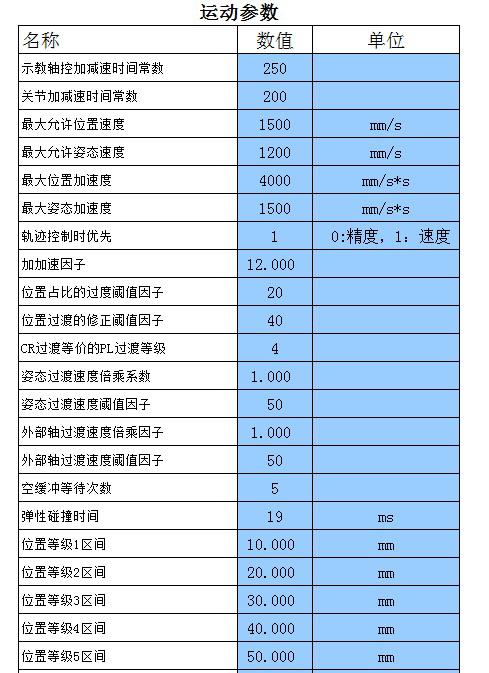 运动参数
名称 数值 单位
示教轴控加减速时间常数 250
关节加减速时间常数 200
最大允许位置速度 1500 mm/s
最大允许姿态速度 1200 mm/s
最大位置加速度 4000 mm/s*s
最大姿态加速度 1500 mm/s*s
轨迹控制时优先 1 0:精度，1：速度
加加速因子 12.000
位置占比的过度阈值因子 20
位置过渡的修正阈值因子 40
CR过渡等价的PL过渡等级 4
姿态过渡速度倍乘系数 1.000
姿态过渡速度阈值因子 50
外部轴过渡速度倍乘因子 1.000
外部轴过渡速度阈值因子 50
空缓冲等待次数 5
弹性碰撞时间 19 ms
位置等级1区间 10.000 mm
位置等级2区间 20.000 mm
位置等级3区间 30.000 mm
位置等级4区间 40.000 mm
位置等级5区间 50.000 mm